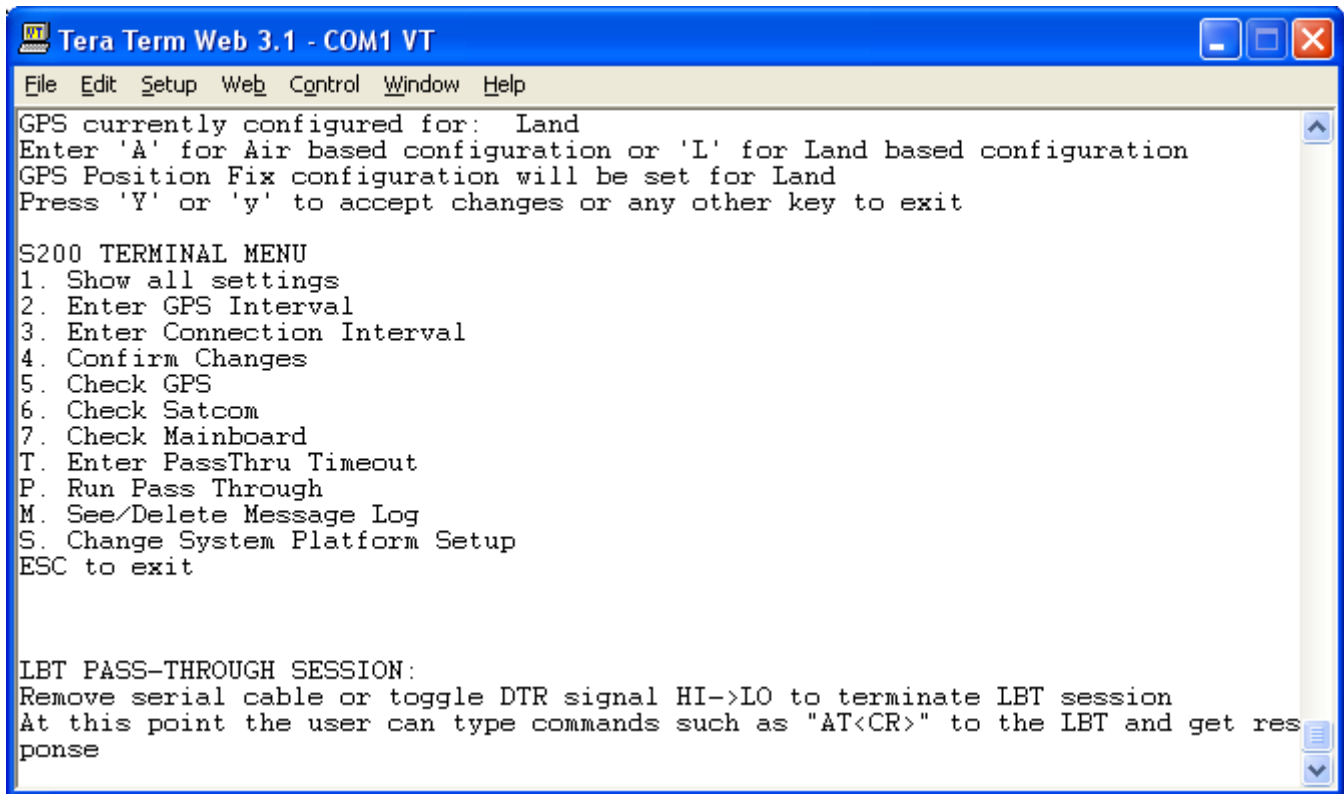 Tera Term Web 3.1 - COM1 VT
File Edit Setup Web Control Window Help
GPS currently configured for:  Land
Enter 'A' for Air based configuration or 'L' for Land based configuration
GPS Position Fix configuration will be set for Land
Press 'Y' or 'y' to accept changes or any other key to exit
S200 TERMINAL MENU
1. Show all settings
2. Enter GPS Interval
3. Enter Connection Interval
4. Confirm Changes
5. Check GPS
6. Check Satcom
7. Check Mainboard
T. Enter PassThru Timeout
P. Run Pass Through
M. See/Delete Message Log
S. Change System Platform Setup
ESC to exit
LBT PASS-THROUGH SESSION:
Remove serial cable or toggle DTR signal HI->LO to terminate LBT session
At this point the user can type commands such as "AT<CR>" to the LBT and get res
ponse